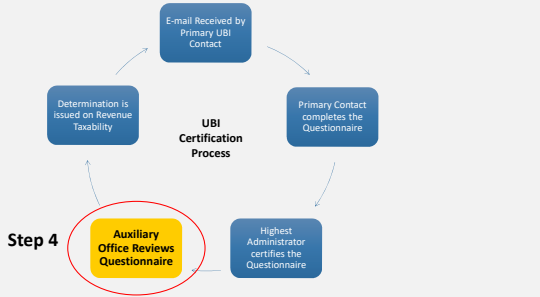 E-mail Received by
Primary UBI
Contact
Primary Contact
completes the
Questionnaire
Highest
Administrator
certifies the
Questionnaire
Step 4
Auxiliary
Office Reviews
Questionnaire
Determination is
issued on Revenue
Taxability
UBI
Certification
Process